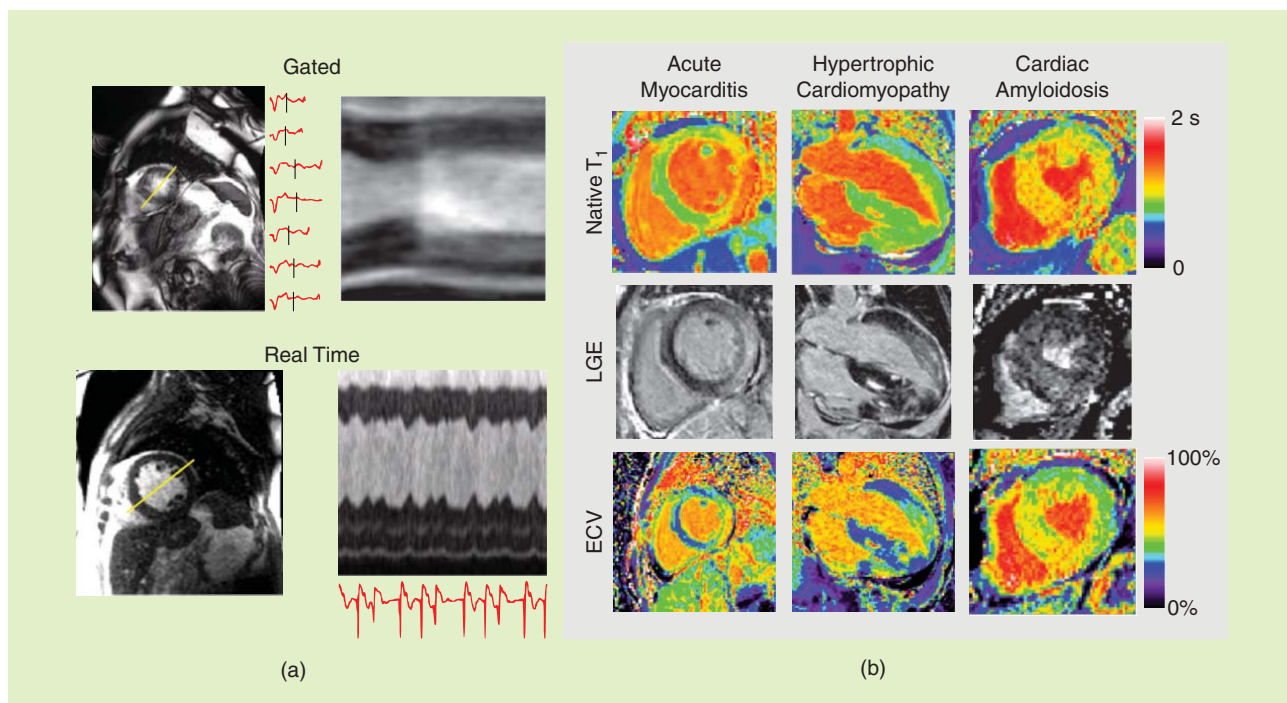 Gated
Real Time
(a)
Acute
Myocarditis
Hypertrophic
Cardiomyopathy
Cardiac
Amyloidosis
Native T1
2 s
0
LGE
ECV
100%
0%
(b)